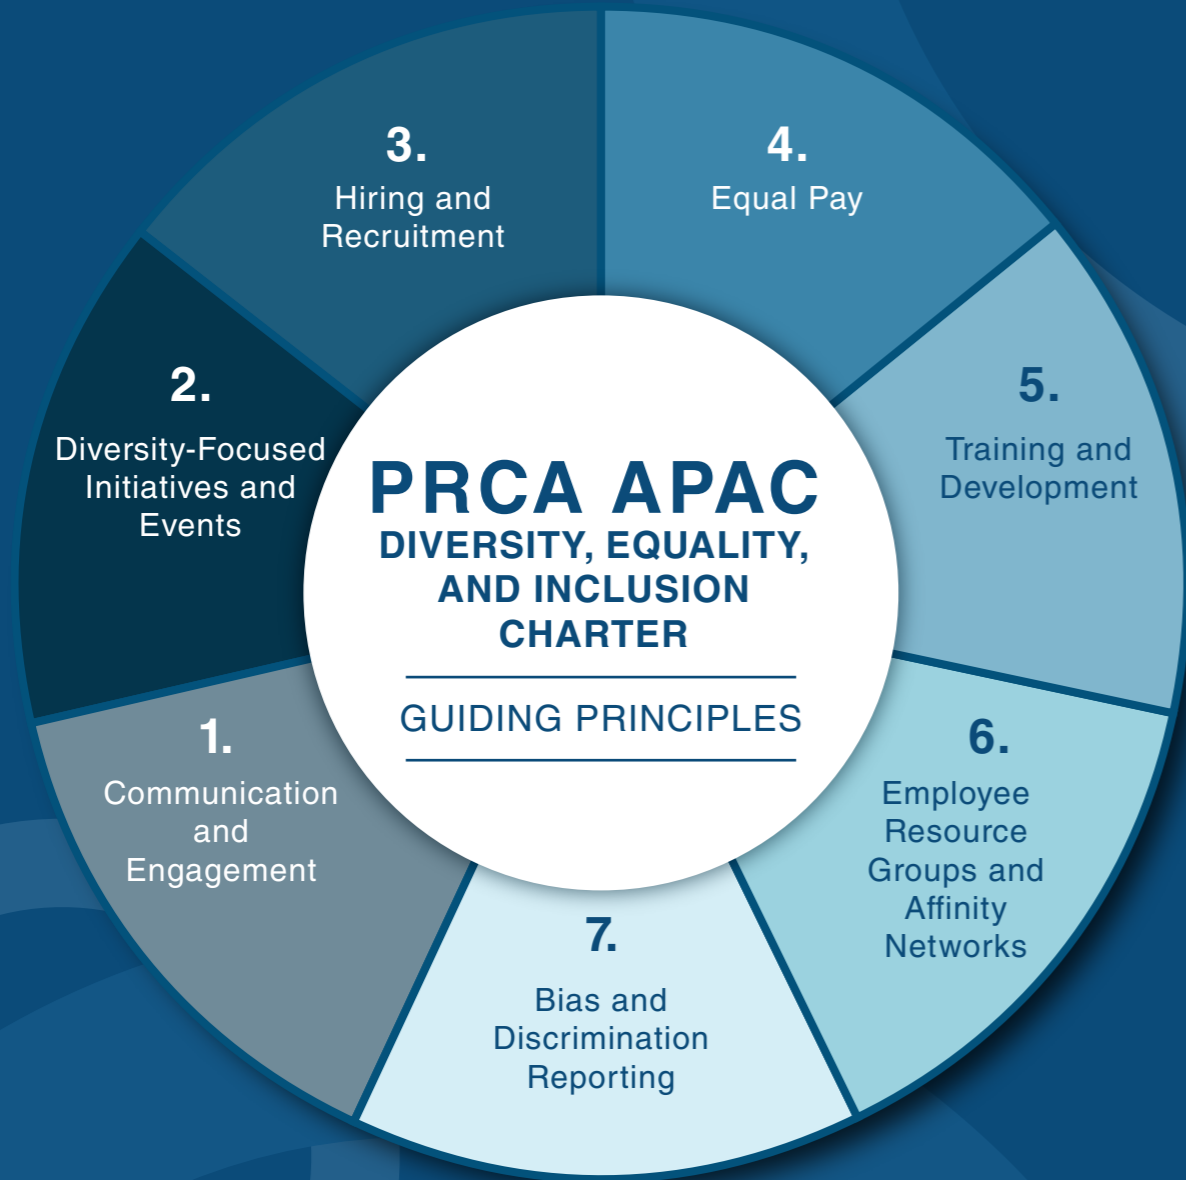 PRCA APAC
DIVERSITY, EQUALITY,
AND INCLUSION
CHARTER
GUIDING PRINCIPLES
1.
Communication
and
Engagement
2.
Diversity-Focused
Initiatives and
Events
3.
Hiring and
Recruitment
4.
Equal Pay
5.
Training and
Development
6.
Employee
Resource
Groups and
Affinity
Networks
7.
Bias and
Discrimination
Reporting